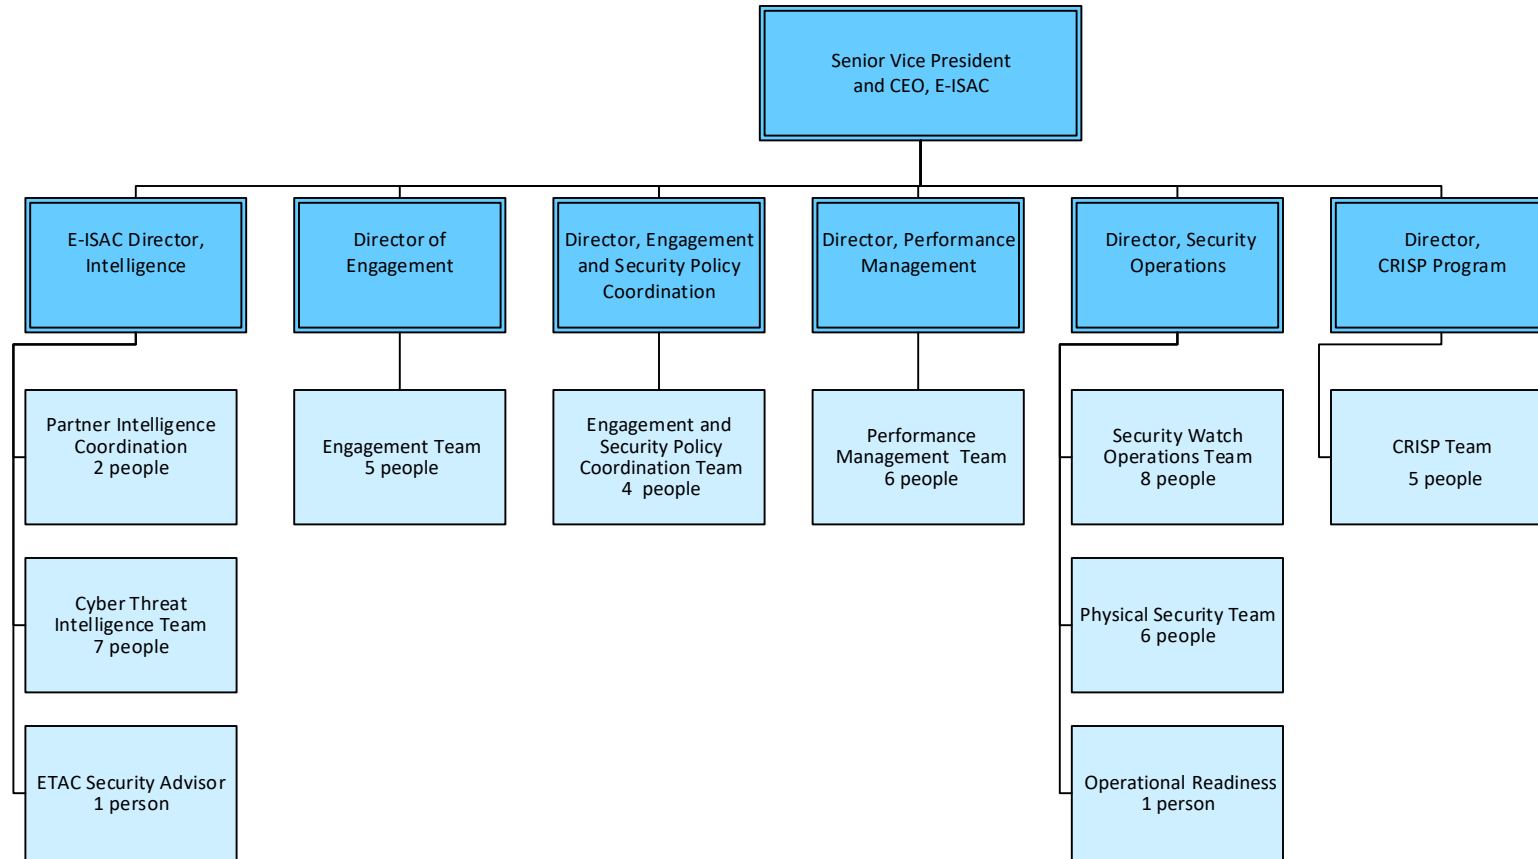 Senior Vice President
and CEO, E-ISAC
E-ISAC Director,
Intelligence
Director of
Engagement
Director, Engagement
and Security Policy
Coordination
Director, Performance
Management
Director, Security
Operations
Director,
CRISP Program
Partner Intelligence
Coordination
2 people
Engagement Team
5 people
Engagement and
Security Policy
Coordination Team
4 people
Performance
Management Team
6 people
Security Watch
Operations Team
8 people
CRISP Team
5 people
Cyber Threat
Intelligence Team
7 people
Physical Security Team
6 people
ETAC Security Advisor
1 person
Operational Readiness
1 person